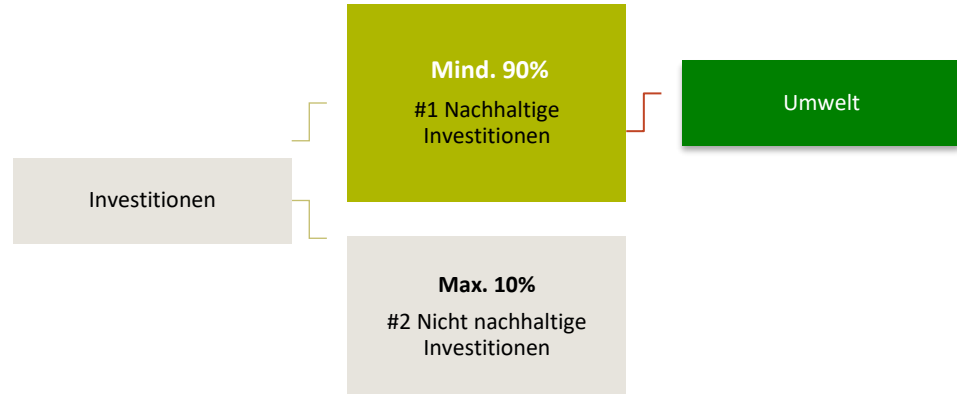 Investitionen
Mind. 90%
#1 Nachhaltige
Investitionen
Umwelt
Max. 10%
#2 Nicht nachhaltige
Investitionen